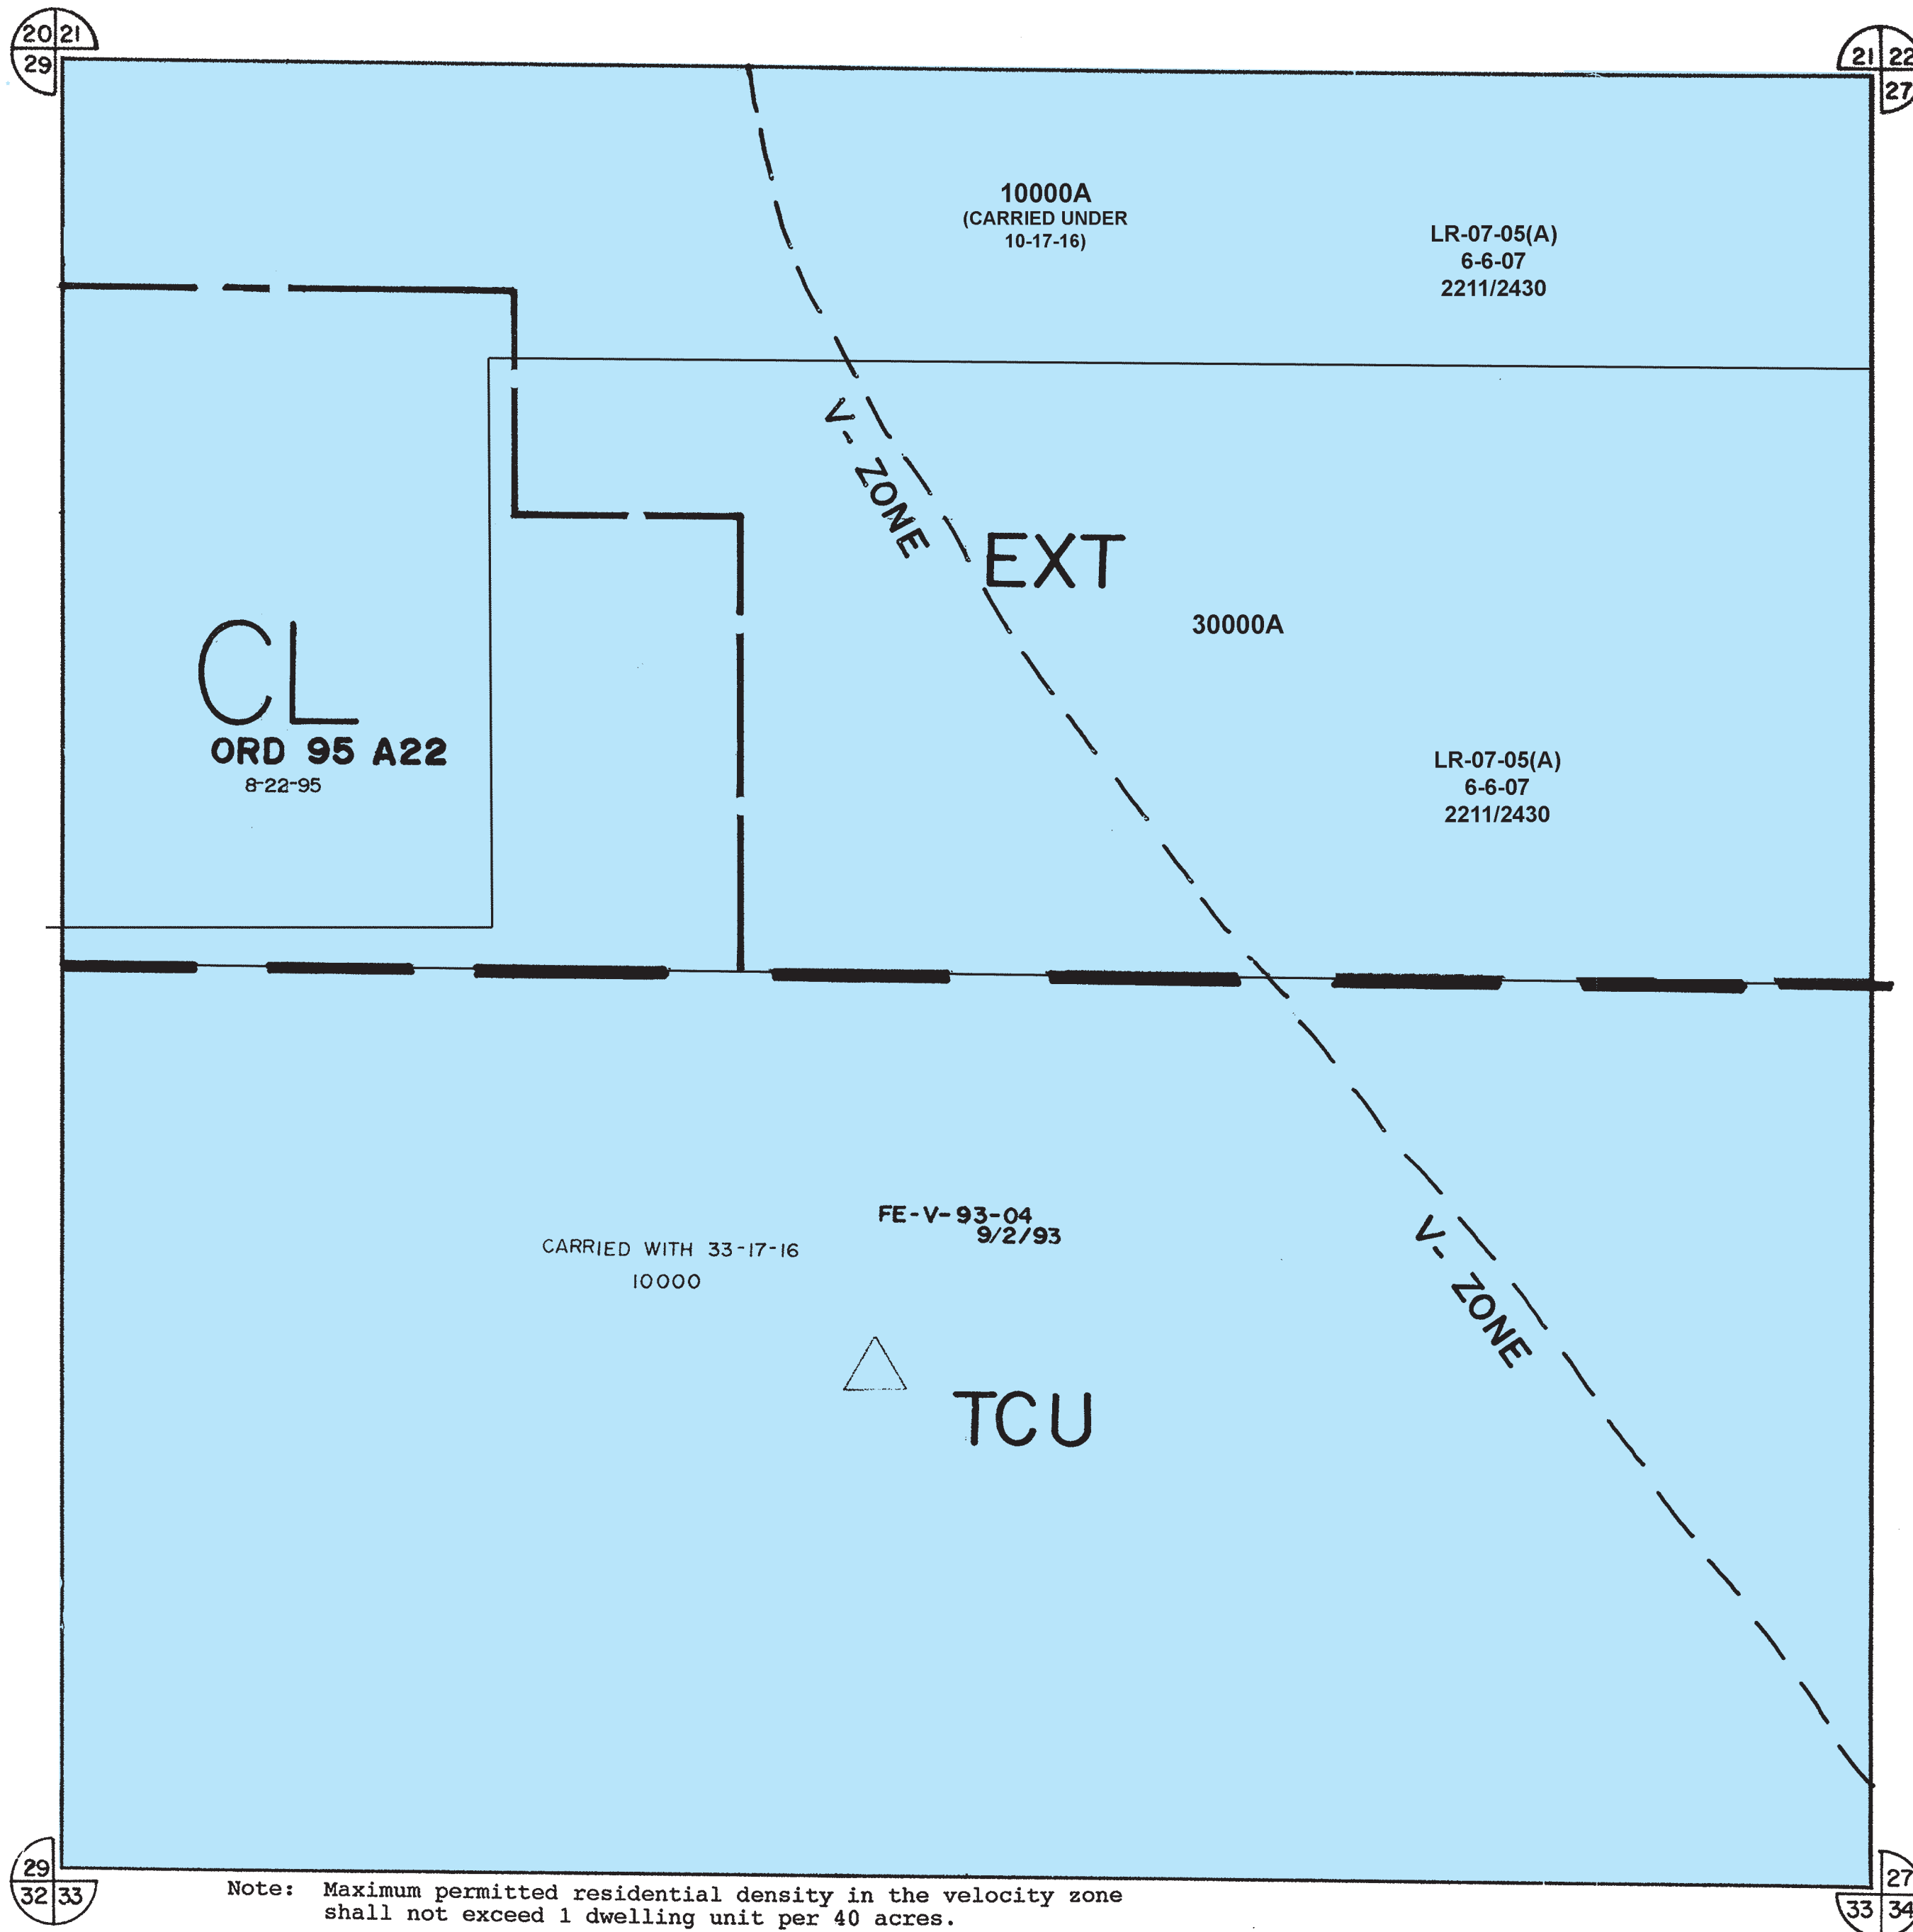 20 21
29
21 22
27
10000A
(CARRIED UNDER
10-17-16)
LR-07-05(A)
6-6-07
2211/2430
V- ZONE
EXT
30000A
CL
ORD 95 A22
8-22-95
LR-07-05(A)
6-6-07
2211/2430
FE-V-93-04
9/2/93
CARRIED WITH 33-17-16
10000
V- ZONE
TCU
29
32 33
27
33 34
Note: Maximum permitted residential density in the velocity zone
shall not exceed 1 dwelling unit per 40 acres.